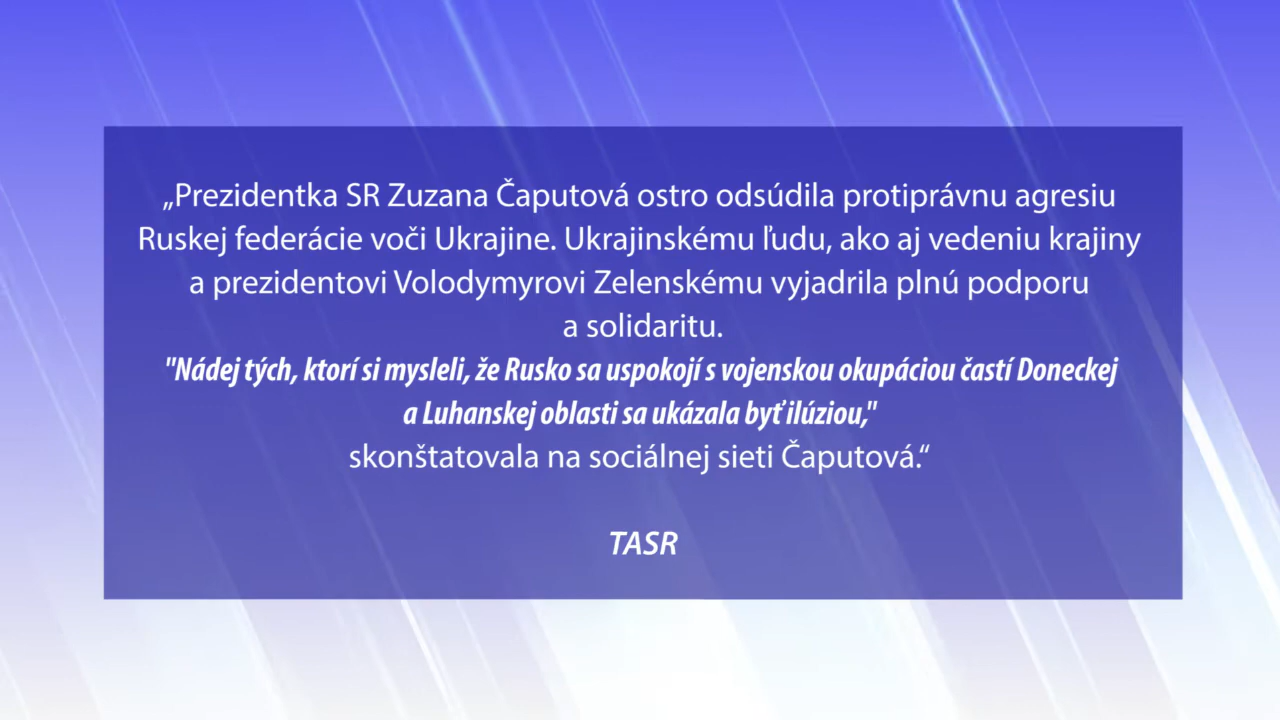 „Prezidentka SR Zuzana Čaputová ostro odsúdila protiprávnu agresiu
Ruskej federácie voči Ukrajine. Ukrajinskému ľudu, ako aj vedeniu krajiny
a prezidentovi Volodymyrovi Zelenskému vyjadrila plnú podporu
a solidaritu.
"Nádej tých, ktorí si mysleli, že Rusko sa uspokojí s vojenskou okupáciou častí Doneckej
a Luhanskej oblasti sa ukázala byť ilúziou,"
skonštatovala na sociálnej sieti Čaputová.“
TASR